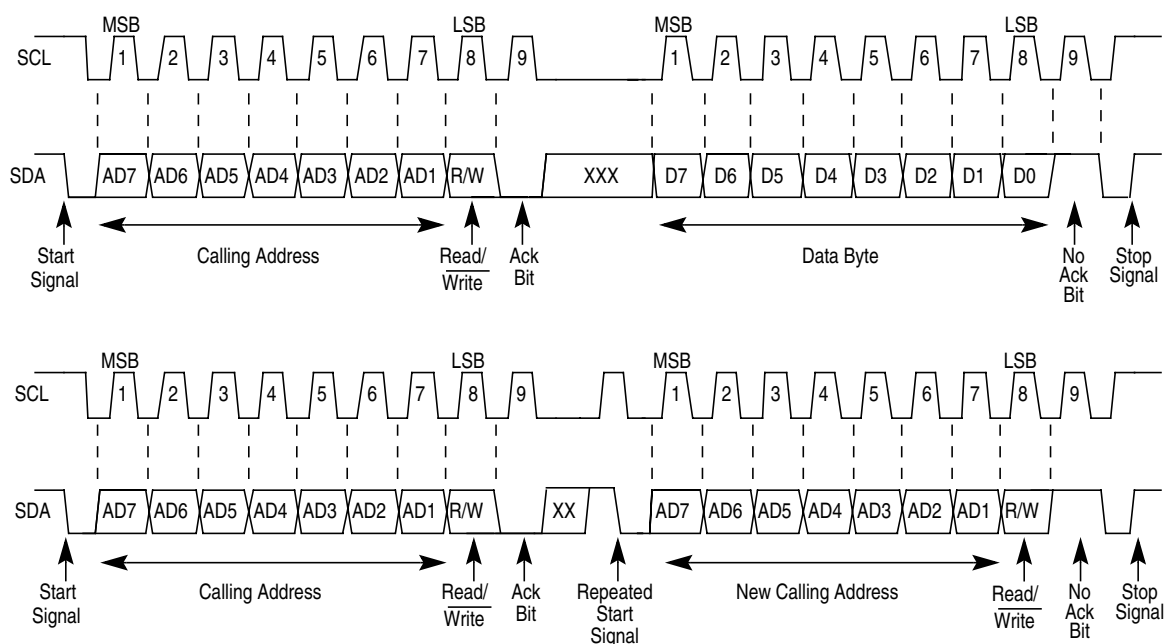 MSB LSB MSB LSB
SCL 1 2 3 4 5 6 7 8 9 1 2 3 4 5 6 7 8 9
SDA AD7 AD6 AD5 AD4 AD3 AD2 AD1 R/W XXX D7 D6 D5 D4 D3 D2 D1 D0
Start Signal
Calling Address
Read/ Write
Ack Bit
Data Byte
No Ack Bit
Stop Signal
MSB LSB MSB LSB
SCL 1 2 3 4 5 6 7 8 9 1 2 3 4 5 6 7 8 9
SDA AD7 AD6 AD5 AD4 AD3 AD2 AD1 R/W XX AD7 AD6 AD5 AD4 AD3 AD2 AD1 R/W
Start Signal
Calling Address
Read/ Write
Ack Bit
Repeated Start Signal
New Calling Address
Read/ Write
No Ack Bit
Stop Signal